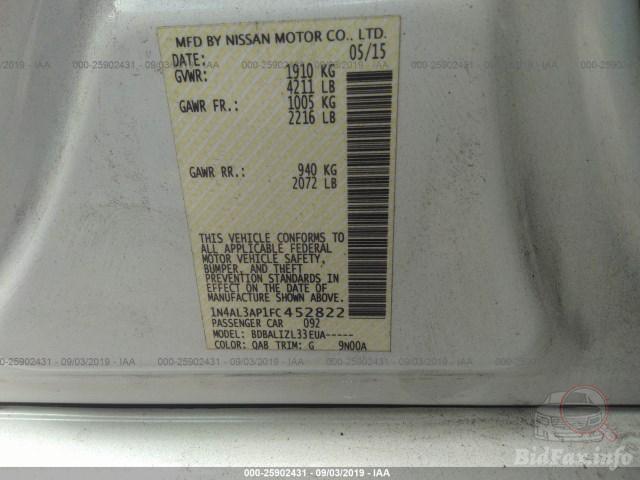 MFD BY NISSAN MOTOR CO., LTD.
DATE: 05/15
GVWR: 1910 KG
4211 LB
GAWR FR.: 1005 KG
2216 LB
GAWR RR.: 940 KG
2072 LB
THIS VEHICLE CONFORMS TO
ALL APPLICABLE FEDERAL
MOTOR VEHICLE SAFETY,
BUMPER, AND THEFT
PREVENTION STANDARDS IN
EFFECT ON THE DATE OF
MANUFACTURE SHOWN ABOVE.
1N4AL3AP1FC452822
PASSENGER CAR 092
MODEL: BDBALIZL33EUA-----
COLOR: QAB TRIM: G 9N00A
000-25902431 - 09/03/2019 - IAA
BidFax.info